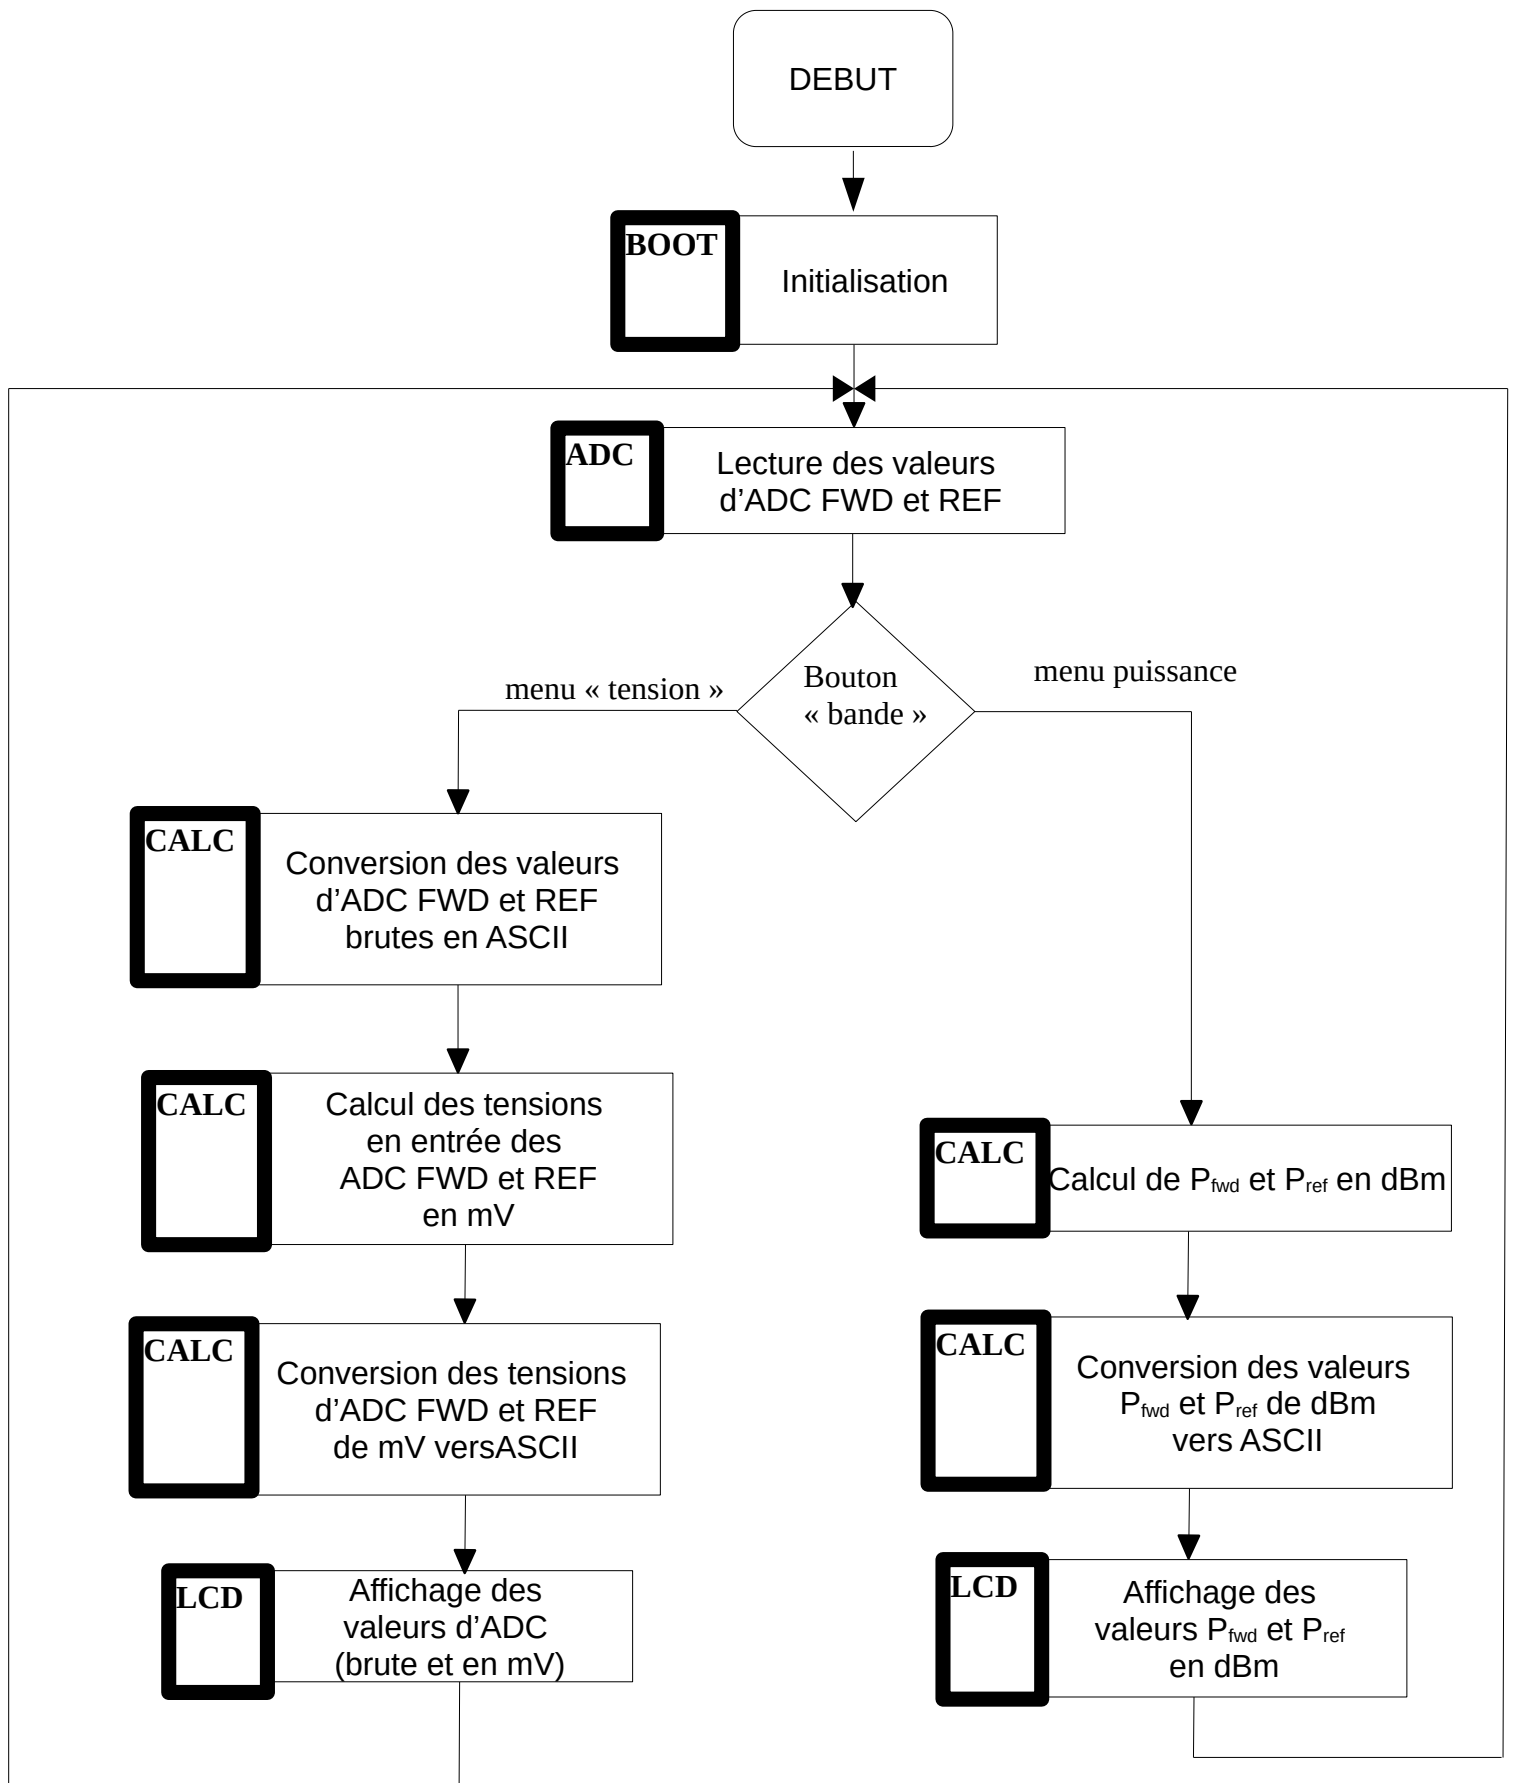 DEBUT
BOOT
Initialisation
ADC
Lecture des valeurs
d’ADC FWD et REF
Bouton
« bande »
menu « tension »
menu puissance
CALC
Conversion des valeurs
d’ADC FWD et REF
brutes en ASCII
CALC
Calcul des tensions
en entrée des
ADC FWD et REF
en mV
CALC
Conversion des tensions
d’ADC FWD et REF
de mV versASCII
LCD
Affichage des
valeurs d’ADC
(brute et en mV)
CALC
Calcul de Pfwd et Pref en dBm
CALC
Conversion des valeurs
Pfwd et Pref de dBm
vers ASCII
LCD
Affichage des
valeurs Pfwd et Pref
en dBm